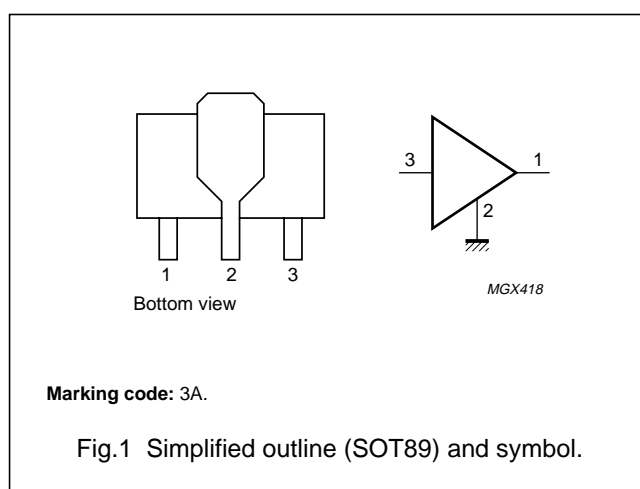 3
1
2
1
2
3
Bottom view
MGX418
Marking code: 3A.
Fig.1 Simplified outline (SOT89) and symbol.